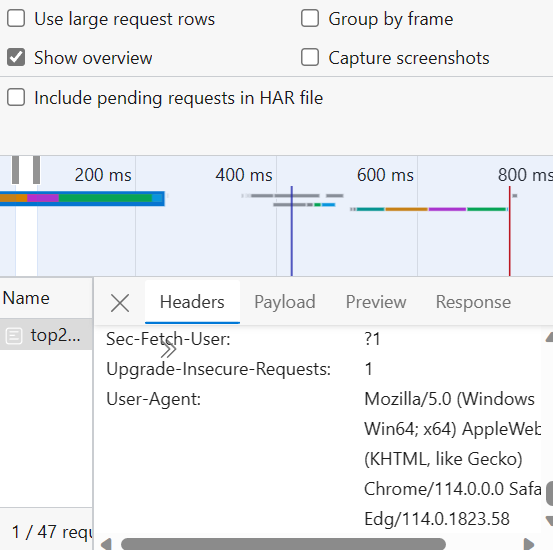 Use large request rows
Group by frame
Show overview
Capture screenshots
Include pending requests in HAR file
200 ms
400 ms
600 ms
800 ms
Name
Headers
Payload
Preview
Response
top2...
Sec-Fetch-User: ?1
Upgrade-Insecure-Requests: 1
User-Agent: Mozilla/5.0 (Windows
Win64; x64) AppleWeb
(KHTML, like Gecko)
Chrome/114.0.0.0 Safa
Edg/114.0.1823.58
1 / 47 requ